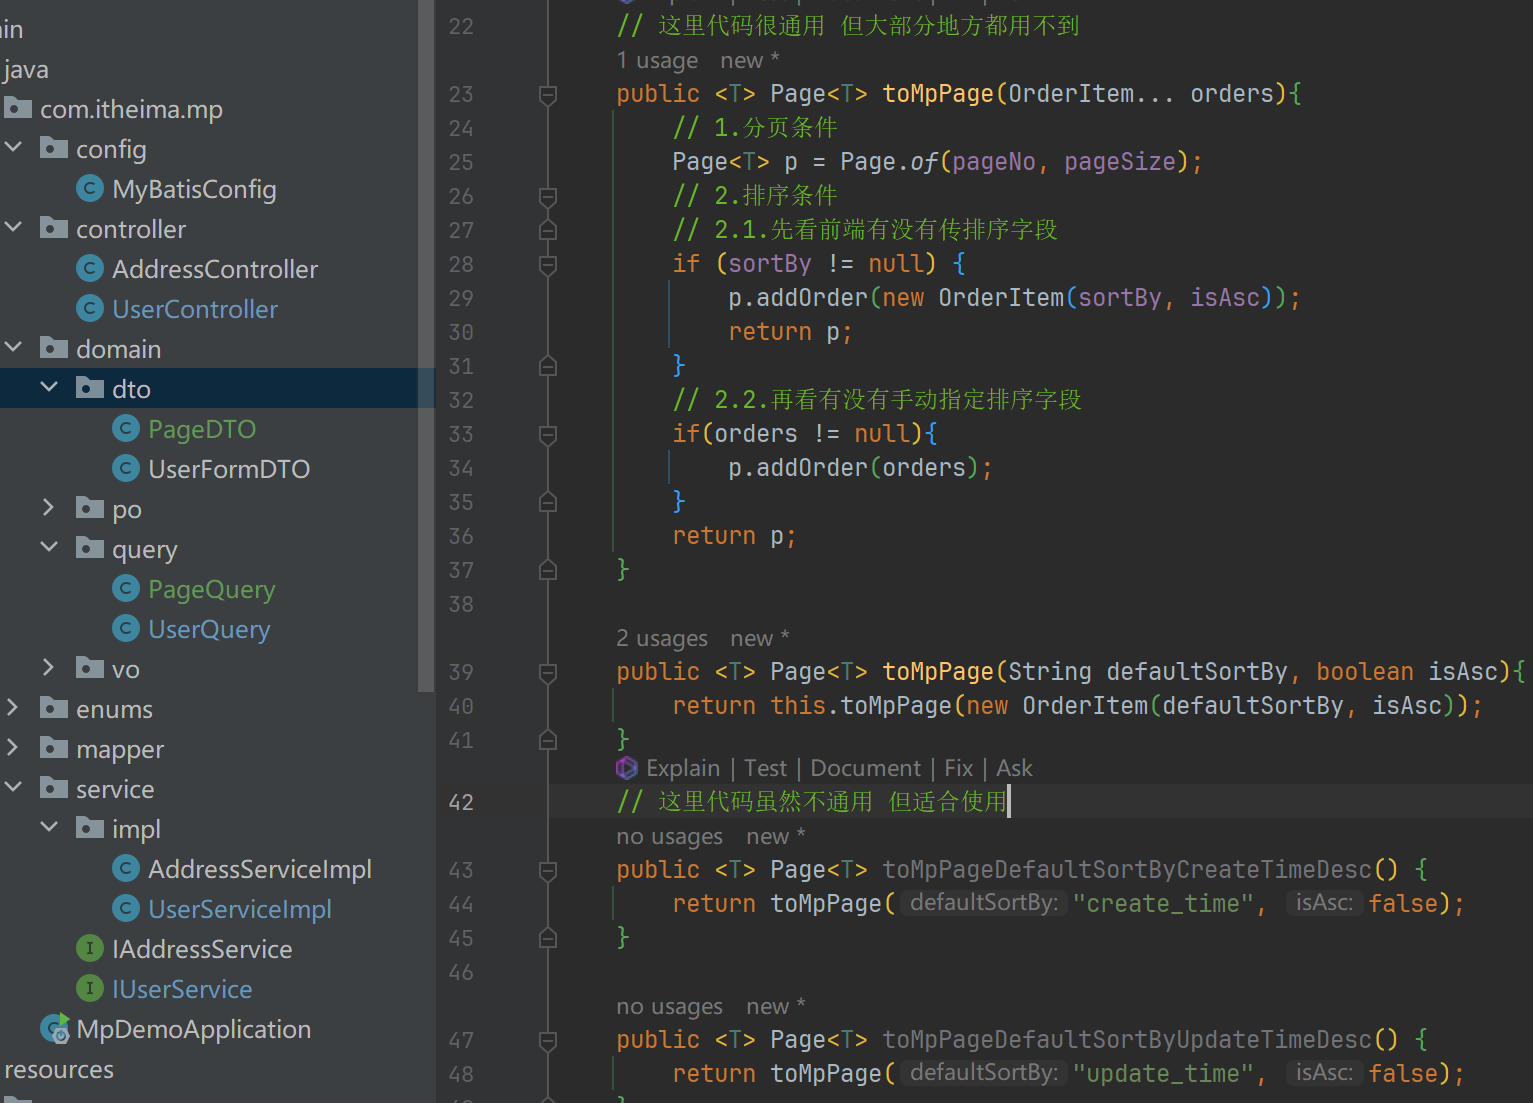 in
java
com.itheima.mp
config
MyBatisConfig
controller
AddressController
UserController
domain
dto
PageDTO
UserFormDTO
po
query
PageQuery
UserQuery
vo
enums
mapper
service
impl
AddressServiceImpl
UserServiceImpl
IAddressService
IUserService
MpDemoApplication
resources
22 // 这里代码很通用 但大部分地方都用不到
1 usage new *
23 public <T> Page<T> toMpPage(OrderItem... orders){
24 // 1.分页条件
25 Page<T> p = Page.of(pageNo, pageSize);
26 // 2.排序条件
27 // 2.1.先看前端有没有传排序字段
28 if (sortBy != null) {
29 p.addOrder(new OrderItem(sortBy, isAsc));
30 return p;
31 }
32 // 2.2.再看有没有手动指定排序字段
33 if(orders != null){
34 p.addOrder(orders);
35 }
36 return p;
37 }
38
2 usages new *
39 public <T> Page<T> toMpPage(String defaultSortBy, boolean isAsc){
40 return this.toMpPage(new OrderItem(defaultSortBy, isAsc));
41 }
Explain | Test | Document | Fix | Ask
42 // 这里代码虽然不通用 但适合使用
no usages new *
43 public <T> Page<T> toMpPageDefaultSortByCreateTimeDesc() {
44 return toMpPage( defaultSortBy: "create_time", isAsc: false);
45 }
46
no usages new *
47 public <T> Page<T> toMpPageDefaultSortByUpdateTimeDesc() {
48 return toMpPage( defaultSortBy: "update_time", isAsc: false);